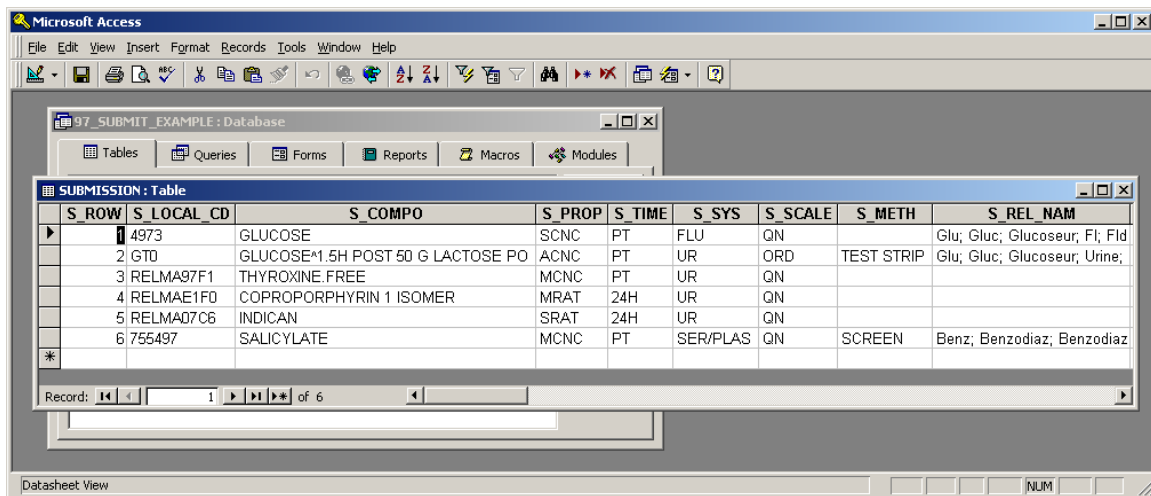 Microsoft Access
File Edit View Insert Format Records Tools Window Help
97_SUBMIT_EXAMPLE : Database
Tables Queries Forms Reports Macros Modules
SUBMISSION : Table
S_ROW S_LOCAL_CD S_COMPO S_PROP S_TIME S_SYS S_SCALE S_METH S_REL_NAM
1 4973 GLUCOSE SCNC PT FLU QN Glu; Gluc; Glucoseur; Fl; Fld
2 GT0 GLUCOSE^1.5H POST 50 G LACTOSE PO ACNC PT UR ORD TEST STRIP Glu; Gluc; Glucoseur; Urine;
3 RELMA97F1 THYROXINE.FREE MCNC PT UR QN
4 RELMAE1F0 COPROPORPHYRIN 1 ISOMER MRAT 24H UR QN
5 RELMA07C6 INDICAN SRAT 24H UR QN
6 755497 SALICYLATE MCNC PT SER/PLAS QN SCREEN Benz; Benzodiaz; Benzodiaz
Record: 1 of 6
Datasheet View NUM